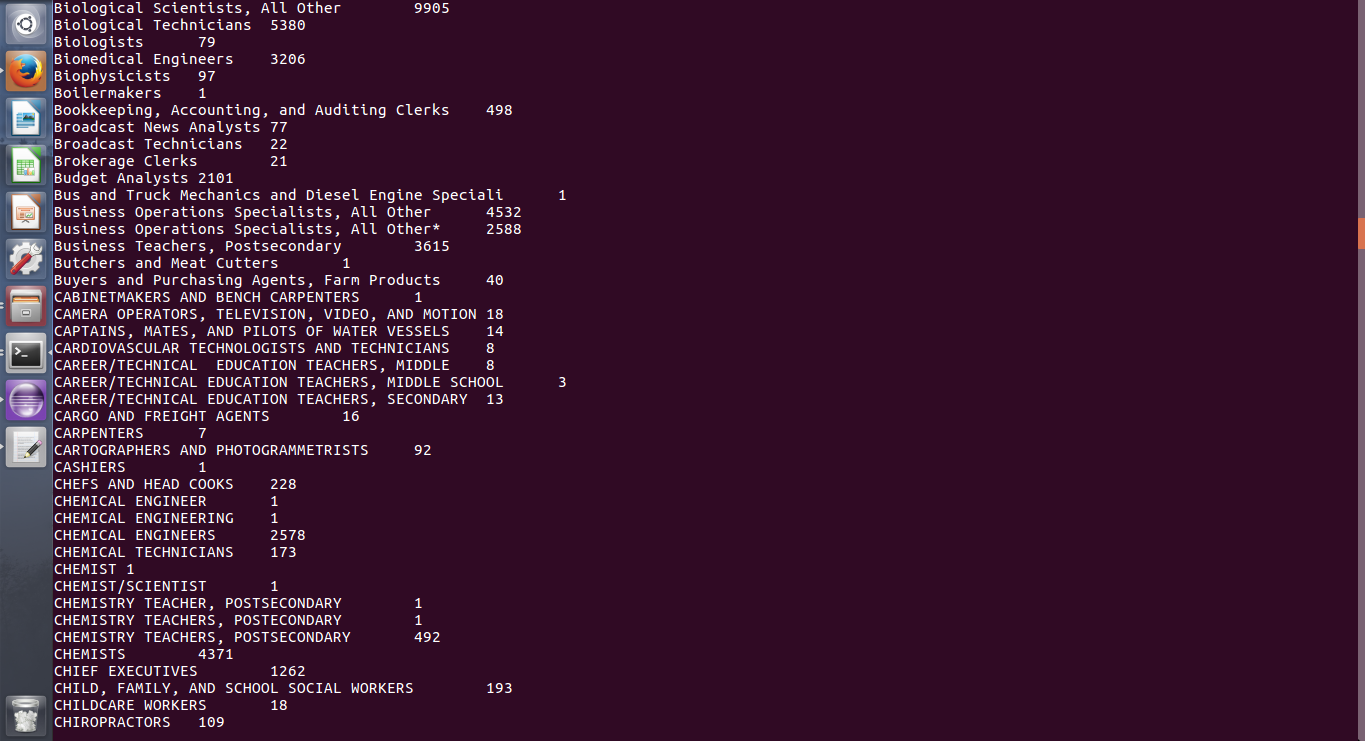 Biological Scientists, All Other 9905
Biological Technicians 5380
Biologists 79
Biomedical Engineers 3206
Biophysicists 97
Boilermakers 1
Bookkeeping, Accounting, and Auditing Clerks 498
Broadcast News Analysts 77
Broadcast Technicians 22
Brokerage Clerks 21
Budget Analysts 2101
Bus and Truck Mechanics and Diesel Engine Speciali 1
Business Operations Specialists, All Other 4532
Business Operations Specialists, All Other* 2588
Business Teachers, Postsecondary 3615
Butchers and Meat Cutters 1
Buyers and Purchasing Agents, Farm Products 40
CABINETMAKERS AND BENCH CARPENTERS 1
CAMERA OPERATORS, TELEVISION, VIDEO, AND MOTION 18
CAPTAINS, MATES, AND PILOTS OF WATER VESSELS 14
CARDIOVASCULAR TECHNOLOGISTS AND TECHNICIANS 8
CAREER/TECHNICAL  EDUCATION TEACHERS, MIDDLE 8
CAREER/TECHNICAL EDUCATION TEACHERS, MIDDLE SCHOOL 3
CAREER/TECHNICAL EDUCATION TEACHERS, SECONDARY 13
CARGO AND FREIGHT AGENTS 16
CARPENTERS 7
CARTOGRAPHERS AND PHOTOGRAMMETRISTS 92
CASHIERS 1
CHEFS AND HEAD COOKS 228
CHEMICAL ENGINEER 1
CHEMICAL ENGINEERING 1
CHEMICAL ENGINEERS 2578
CHEMICAL TECHNICIANS 173
CHEMIST 1
CHEMIST/SCIENTIST 1
CHEMISTRY TEACHER, POSTSECONDARY 1
CHEMISTRY TEACHERS, POSTECONDARY 1
CHEMISTRY TEACHERS, POSTSECONDARY 492
CHEMISTS 4371
CHIEF EXECUTIVES 1262
CHILD, FAMILY, AND SCHOOL SOCIAL WORKERS 193
CHILDCARE WORKERS 18
CHIROPRACTORS 109